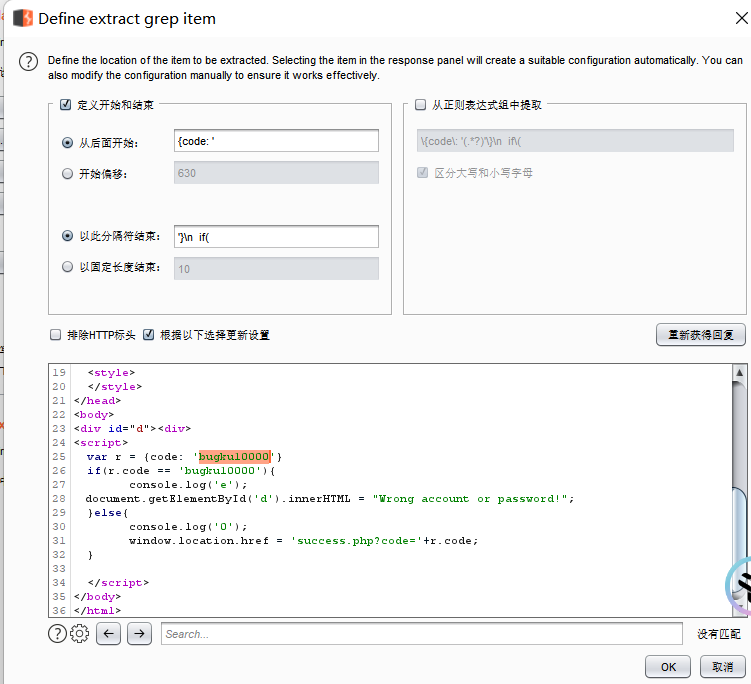 Define extract grep item
Define the location of the item to be extracted. Selecting the item in the response panel will create a suitable configuration automatically. You can
also modify the configuration manually to ensure it works effectively.
定义开始和结束
从正则表达式组中提取
从后面开始:
{code: '
\{code\: '(.*?)'\}\n  if\(
开始偏移:
630
区分大写和小写字母
以此分隔符结束:
'}\n  if(
以固定长度结束:
10
排除HTTP标头
根据以下选择更新设置
重新获得回复
19 <style>
20 </style>
21 </head>
22 <body>
23 <div id="d"><div>
24 <script>
25 var r = {code: 'bugku10000'}
26 if(r.code == 'bugku10000'){
27 console.log('e');
28 document.getElementById('d').innerHTML = "Wrong account or password!";
29 }else{
30 console.log('0');
31 window.location.href = 'success.php?code='+r.code;
32 }
33
34 </script>
35 </body>
36 </html>
Search...
没有匹配
OK
取消